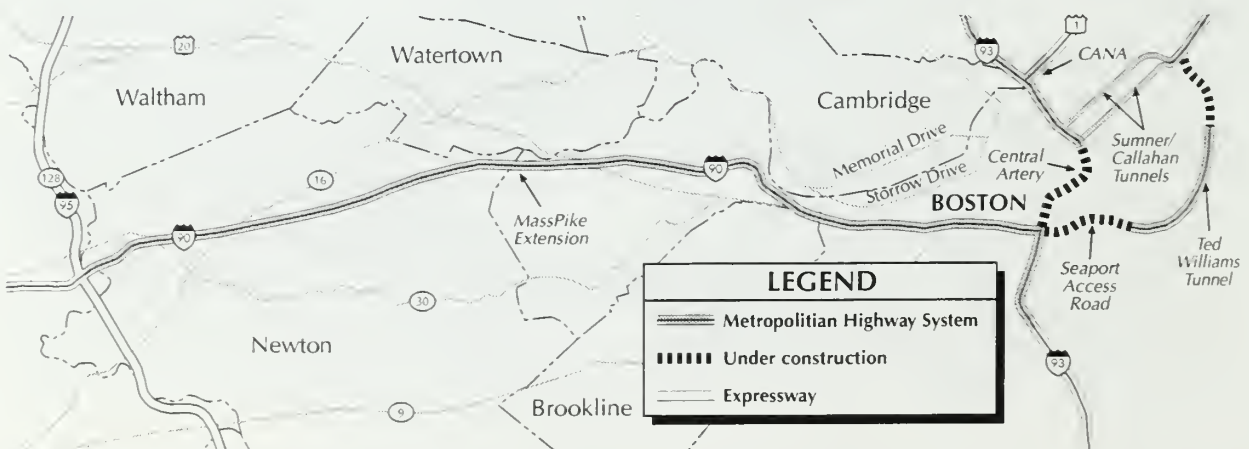 20
Watertown
93
1
CANA
Waltham
Cambridge
Memorial Drive
Storrow Drive
Central
Artery
Sumner/
Callahan
Tunnels
128
95
16
90
90
MassPike
Extension
BOSTON
Seaport
Access
Road
Ted
Williams
Tunnel
30
Newton
9
Brookline
93
LEGEND
Metropolitian Highway System
Under construction
Expressway